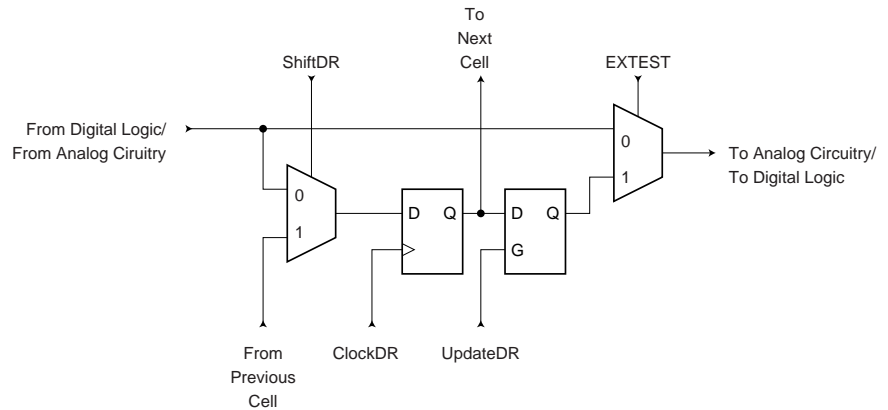 To
Next
Cell
ShiftDR
EXTEST
From Digital Logic/
From Analog Ciruitry
0
1
To Analog Circuitry/
To Digital Logic
0
1
D Q
D Q
G
From
Previous
Cell
ClockDR
UpdateDR